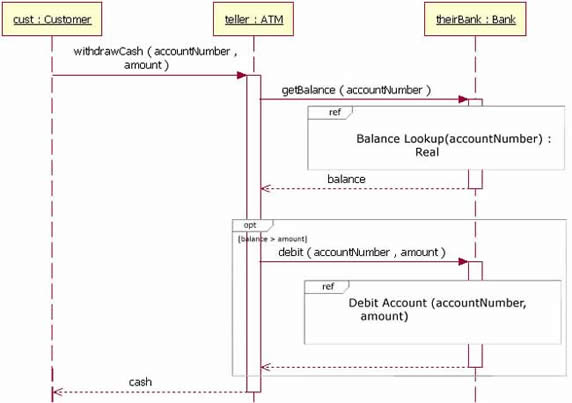 cust : Customer
teller : ATM
theirBank : Bank
withdrawCash ( accountNumber ,
amount )
getBalance ( accountNumber )
ref
Balance Lookup(accountNumber) :
Real
balance
opt
[balance > amount]
debit ( accountNumber , amount )
ref
Debit Account (accountNumber,
amount)
cash